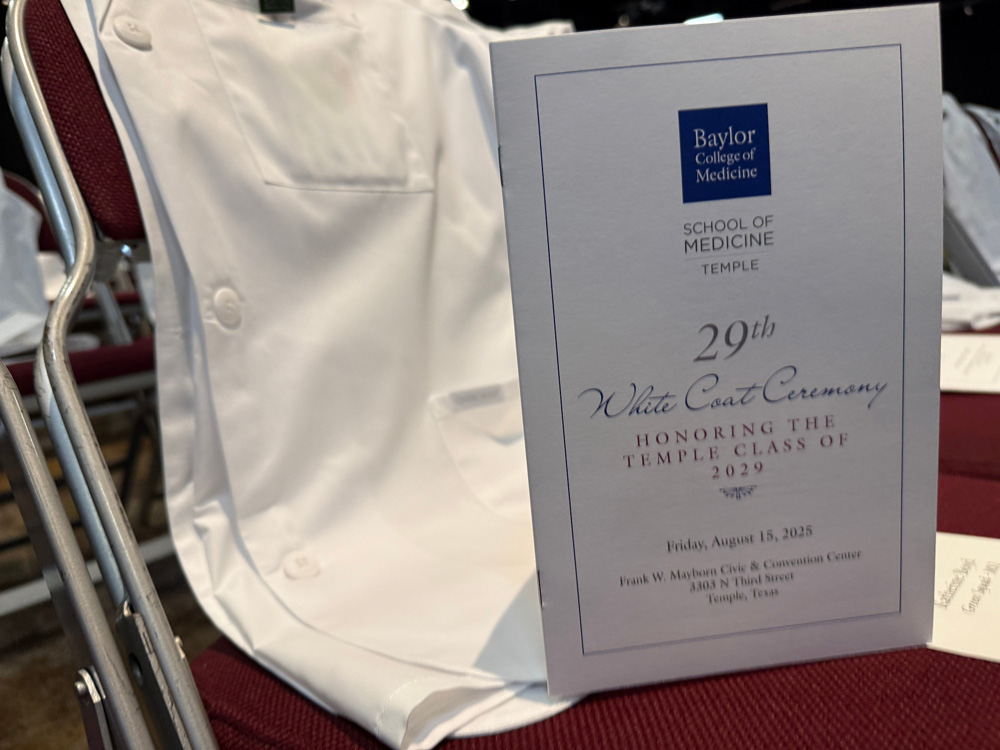 Baylor
College of
Medicine
SCHOOL OF
MEDICINE
TEMPLE
29th
White Coat Ceremony
HONORING THE
TEMPLE CLASS OF
2029
Friday, August 15, 2025
Frank W. Mayborn Civic & Convention Center
3303 N Third Street
Temple, Texas